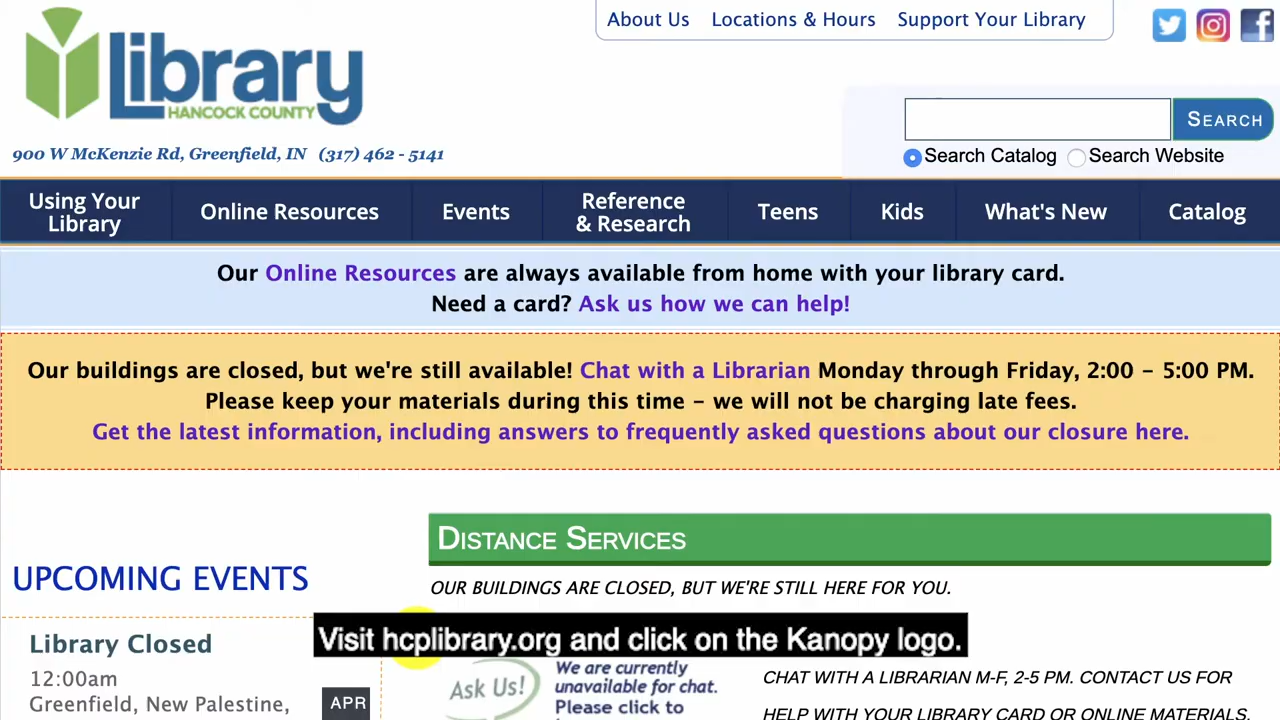 About Us Locations & Hours Support Your Library
Library
HANCOCK COUNTY
900 W McKenzie Rd, Greenfield, IN (317) 462 - 5141
SEARCH
Search Catalog Search Website
Using Your Library
Online Resources
Events
Reference & Research
Teens
Kids
What's New
Catalog
Our Online Resources are always available from home with your library card.
Need a card? Ask us how we can help!
Our buildings are closed, but we're still available! Chat with a Librarian Monday through Friday, 2:00 – 5:00 PM.
Please keep your materials during this time – we will not be charging late fees.
Get the latest information, including answers to frequently asked questions about our closure here.
DISTANCE SERVICES
UPCOMING EVENTS
OUR BUILDINGS ARE CLOSED, BUT WE'RE STILL HERE FOR YOU.
Visit hcplibrary.org and click on the Kanopy logo.
Library Closed
12:00am
Greenfield, New Palestine,
APR
Ask Us!
We are currently
unavailable for chat.
Please click to
CHAT WITH A LIBRARIAN M-F, 2-5 PM. CONTACT US FOR
HELP WITH YOUR LIBRARY CARD OR ONLINE MATERIALS.